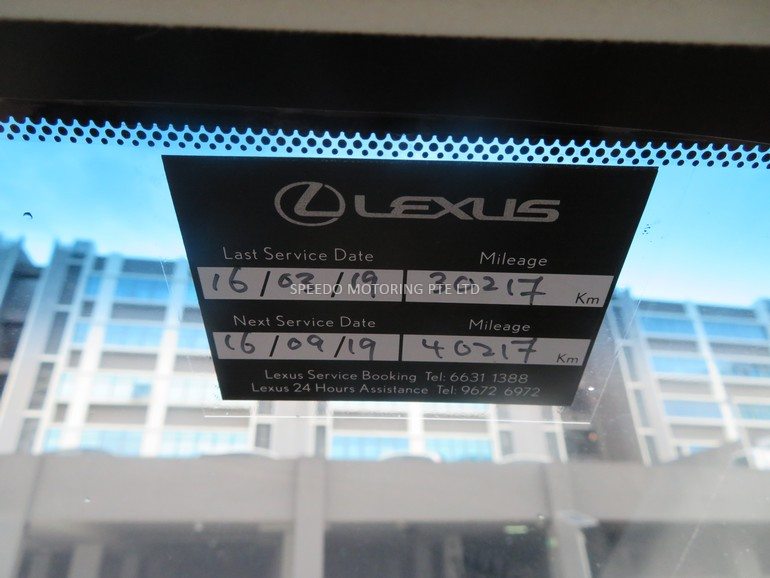 LEXUS
Last Service Date Mileage
16/03/19 30217 Km
SPEEDO MOTORING PTE LTD
Next Service Date Mileage
16/09/19 40217 Km
Lexus Service Booking Tel: 6631 1388
Lexus 24 Hours Assistance Tel: 9672 6972